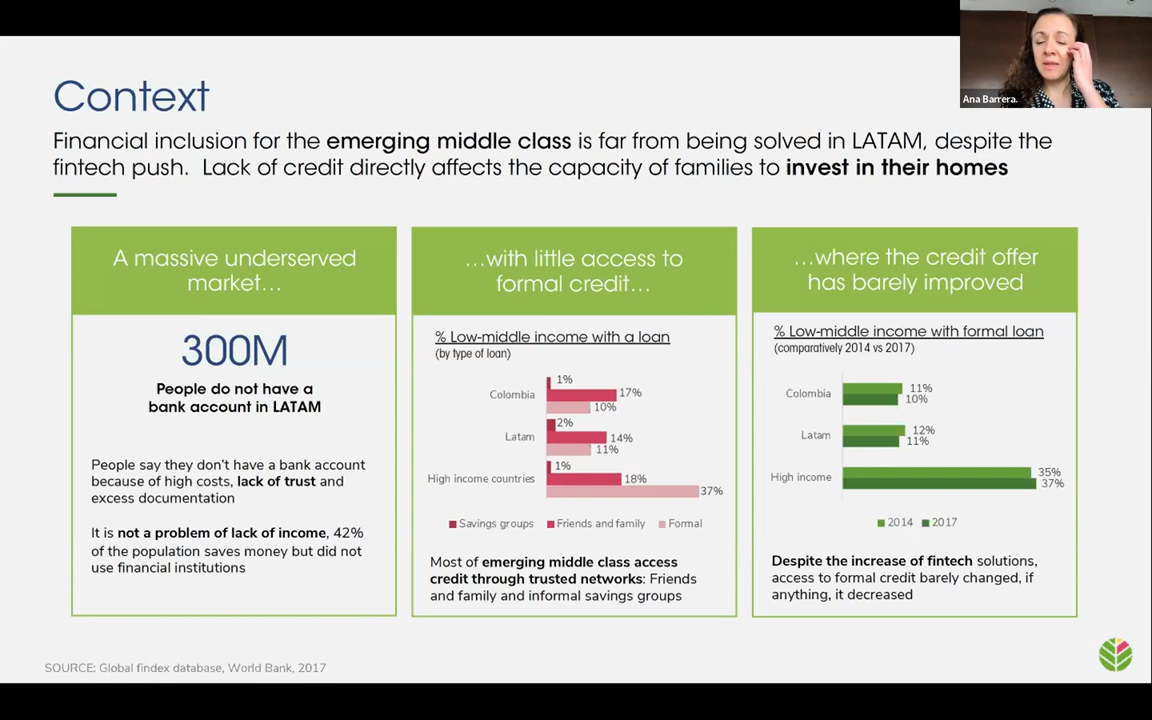 Ana Barrera.
Context
Financial inclusion for the emerging middle class is far from being solved in LATAM, despite the
fintech push.  Lack of credit directly affects the capacity of families to invest in their homes
A massive underserved
market...
300M
People do not have a
bank account in LATAM
People say they don't have a bank account
because of high costs, lack of trust and
excess documentation
It is not a problem of lack of income, 42%
of the population saves money but did not
use financial institutions
...with little access to
formal credit...
% Low-middle income with a loan
(by type of loan)
1%
Colombia 17%
10%
2%
Latam 14%
11%
1%
High income countries 18%
37%
Savings groups Friends and family Formal
Most of emerging middle class access
credit through trusted networks: Friends
and family and informal savings groups
...where the credit offer
has barely improved
% Low-middle income with formal loan
(comparatively 2014 vs 2017)
11%
Colombia
10%
12%
Latam
11%
35%
High income
37%
2014 2017
Despite the increase of fintech solutions,
access to formal credit barely changed, if
anything, it decreased
SOURCE: Global findex database, World Bank, 2017